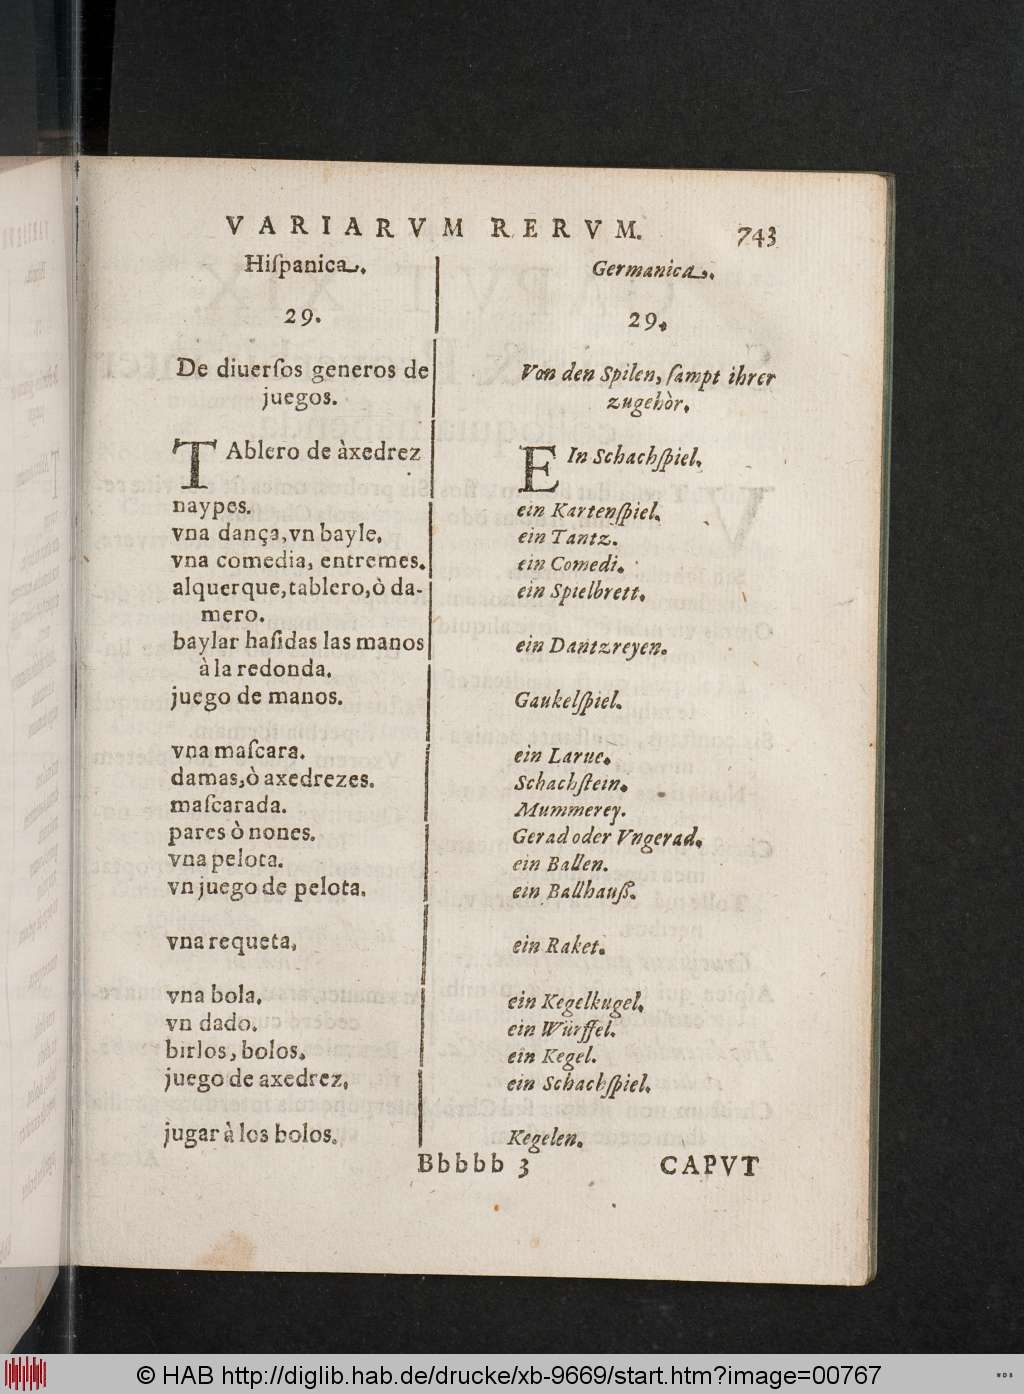 VARIARVM RERVM. 743
Hiſpanica.
29.
De diuerſos generos de
juegos.
TAblero de àxedrez
naypes.
vna dança, vn bayle.
vna comedia, entremes.
alquerque, tablero, ò da-
mero.
baylar haſidas las manos
à la redonda.
juego de manos.
vna maſcara.
damas, ò axedrezes.
maſcarada.
pares ò nones.
vna pelota.
vn juego de pelota.
vna requeta,
vna bola.
vn dado.
birlos, bolos.
juego de axedrez,
jugar à los bolos.
Germanica.
29.
Von den Spilen, ſampt ihrer
zugehòr.
EIn Schachſpiel.
ein Kartenſpiel.
ein Tantz.
ein Comedi.
ein Spielbrett.
ein Dantzreyen.
Gaukelſpiel.
ein Larue.
Schachſtein.
Mummerey.
Gerad oder Vngerad.
ein Ballen.
ein Ballhauß.
ein Raket.
ein Kegelkugel.
ein Würffel.
ein Kegel.
ein Schachſpiel.
Kegelen.
Bbbbb 3 CAPVT
© HAB http://diglib.hab.de/drucke/xb-9669/start.htm?image=00767